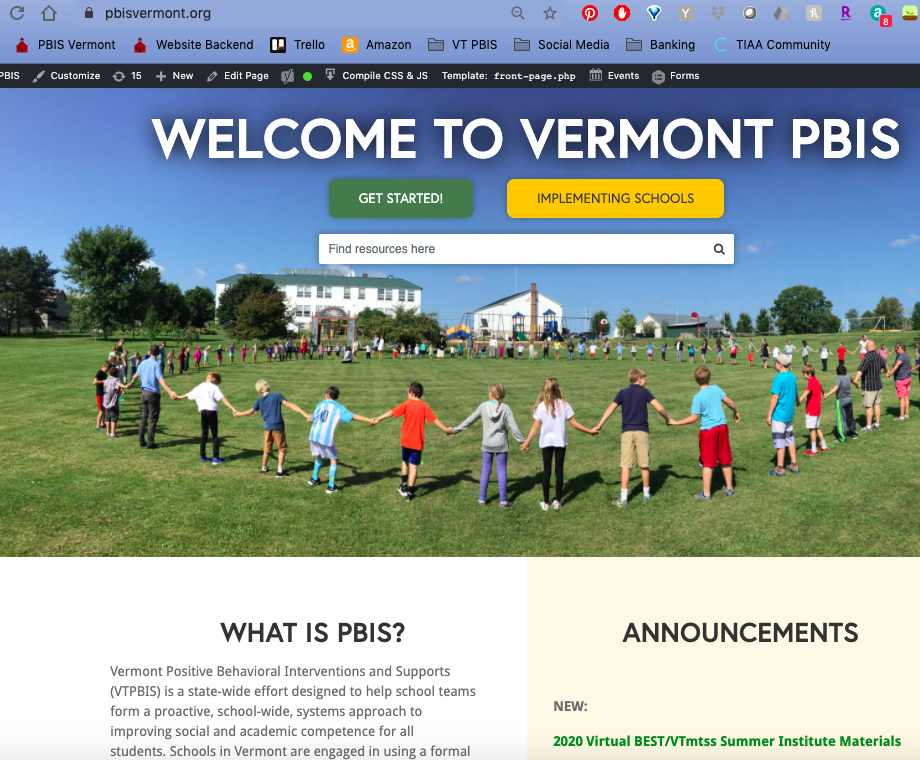 pbisvermont.org
8
PBIS Vermont Website Backend Trello Amazon VT PBIS Social Media Banking TIAA Community
PBIS Customize 15 New Edit Page Compile CSS & JS Template: front-page.php Events Forms
WELCOME TO VERMONT PBIS
GET STARTED! IMPLEMENTING SCHOOLS
Find resources here
WHAT IS PBIS?
Vermont Positive Behavioral Interventions and Supports
(VTPBIS) is a state-wide effort designed to help school teams
form a proactive, school-wide, systems approach to
improving social and academic competence for all
students. Schools in Vermont are engaged in using a formal
ANNOUNCEMENTS
NEW:
2020 Virtual BEST/VTmtss Summer Institute Materials